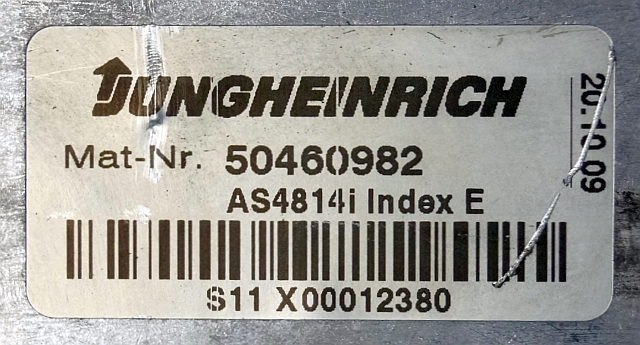 JUNGHEINRICH
Mat-Nr. 50460982
AS4814i Index E
S11 X00012380
20.10.09